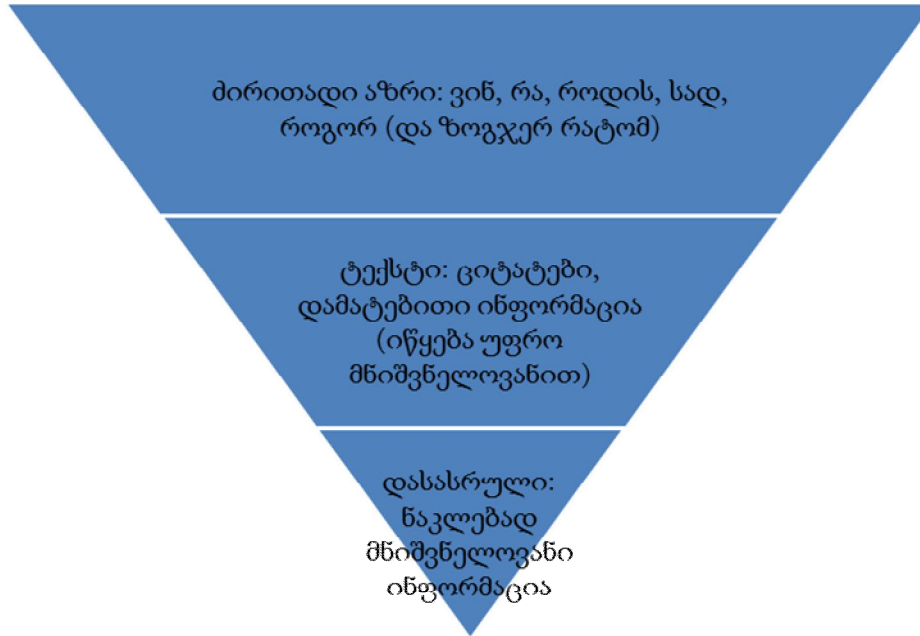 ძირითადი აზრი: ვინ, რა, როდის, სად,
როგორ (და ზოგჯერ რატომ)
ტექსტი: ციტატები,
დამატებითი ინფორმაცია
(იწყება უფრო
მნიშვნელოვანით)
დასასრული:
ნაკლებად
მნიშვნელოვანი
ინფორმაცია